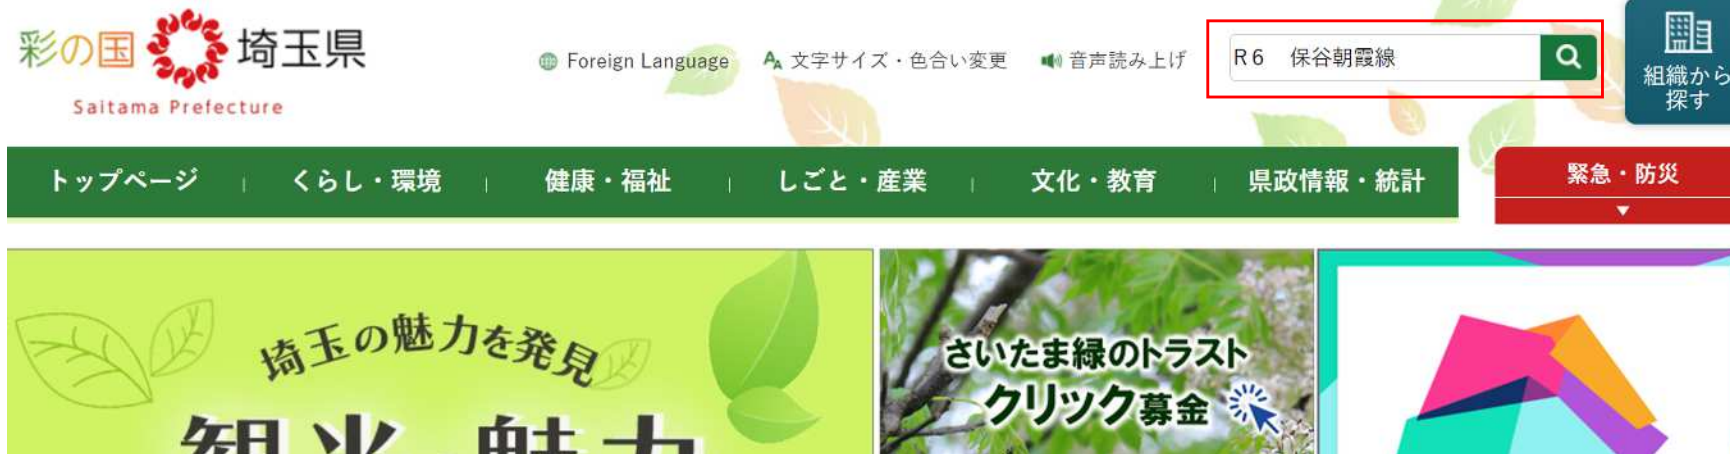 彩の国 埼玉県
Saitama Prefecture
Foreign Language
AA 文字サイズ・色合い変更
音声読み上げ
R6 保谷朝霞線
組織から
探す
トップページ
くらし・環境
健康・福祉
しごと・産業
文化・教育
県政情報・統計
緊急・防災
▼
埼玉の魅力を発見
観光・魅力
さいたま緑のトラスト
クリック募金